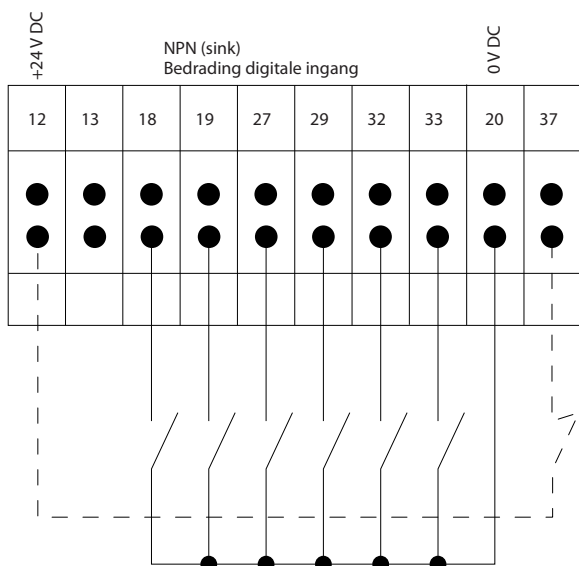 +24 V DC
NPN (sink)
Bedrading digitale ingang
0 V DC
12 13 18 19 27 29 32 33 20 37